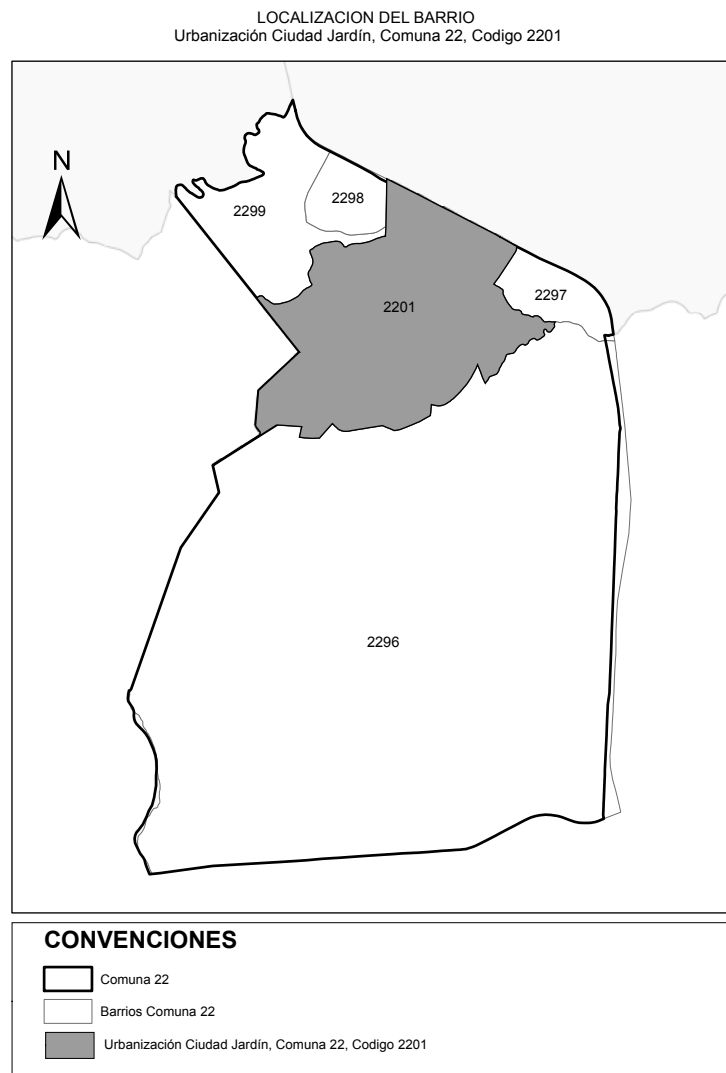 LOCALIZACION DEL BARRIO
Urbanización Ciudad Jardín, Comuna 22, Codigo 2201
N
2298
2299
2297
2201
2296
CONVENCIONES
Comuna 22
Barrios Comuna 22
Urbanización Ciudad Jardín, Comuna 22, Codigo 2201